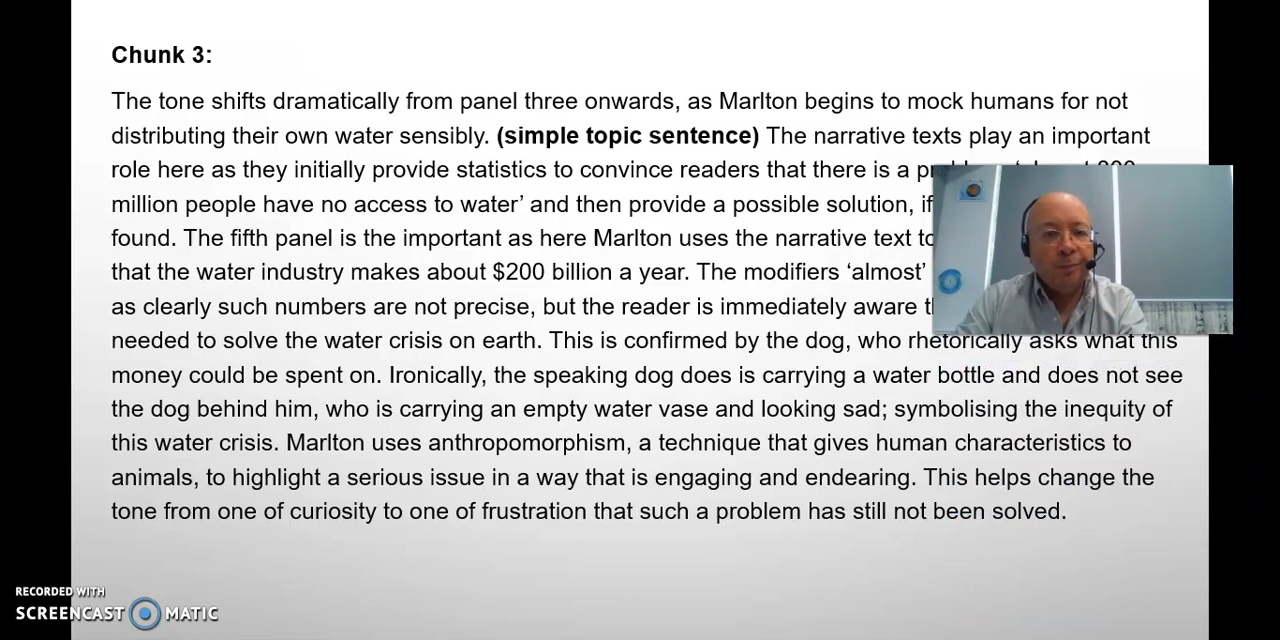 Chunk 3:
The tone shifts dramatically from panel three onwards, as Marlton begins to mock humans for not
distributing their own water sensibly. (simple topic sentence) The narrative texts play an important
role here as they initially provide statistics to convince readers that there is a
million people have no access to water’ and then provide a possible solution, if
found. The fifth panel is the important as here Marlton uses the narrative text to
that the water industry makes about $200 billion a year. The modifiers ‘almost’
as clearly such numbers are not precise, but the reader is immediately aware
needed to solve the water crisis on earth. This is confirmed by the dog, who rhetorically asks what this
money could be spent on. Ironically, the speaking dog does is carrying a water bottle and does not see
the dog behind him, who is carrying an empty water vase and looking sad; symbolising the inequity of
this water crisis. Marlton uses anthropomorphism, a technique that gives human characteristics to
animals, to highlight a serious issue in a way that is engaging and endearing. This helps change the
tone from one of curiosity to one of frustration that such a problem has still not been solved.
RECORDED WITH
SCREENCAST MATIC